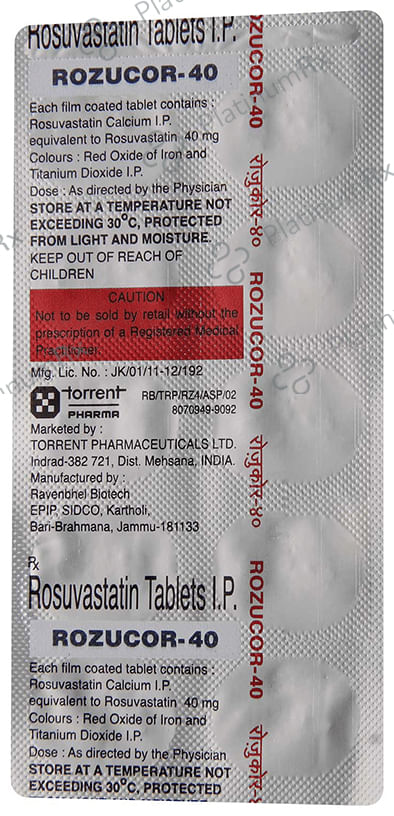 Rosuvastatin Tablets I.P.
ROZUCOR-40
Each film coated tablet contains :
Rosuvastatin Calcium I.P.
equivalent to Rosuvastatin 40 mg
Colours : Red Oxide of Iron and
Titanium Dioxide I.P.
Dose : As directed by the Physician
STORE AT A TEMPERATURE NOT
EXCEEDING 30°C, PROTECTED
FROM LIGHT AND MOISTURE.
KEEP OUT OF REACH OF
CHILDREN
CAUTION
Not to be sold by retail without the
prescription of a Registered Medical
Practitioner.
Mfg. Lic. No. : JK/01/11-12/192
torrent
PHARMA
RB/TRP/RZ4/ASP/02
8070949-9092
Marketed by :
TORRENT PHARMACEUTICALS LTD.
Indrad-382 721, Dist. Mehsana, INDIA.
Manufactured by :
Ravenbhel Biotech
EPIP, SIDCO, Kartholi,
Bari-Brahmana, Jammu-181133
Rx
Rosuvastatin Tablets I.P.
ROZUCOR-40
Each film coated tablet contains :
Rosuvastatin Calcium I.P.
equivalent to Rosuvastatin 40 mg
Colours : Red Oxide of Iron and
Titanium Dioxide I.P.
Dose : As directed by the Physician
STORE AT A TEMPERATURE NOT
EXCEEDING 30°C, PROTECTED
ROZUCOR-40
रोज़ुकोर-४०
ROZUCOR-40
रोज़ुकोर-४०
ROZUCOR-40
रोज़ुकोर-४
PlatinumRx